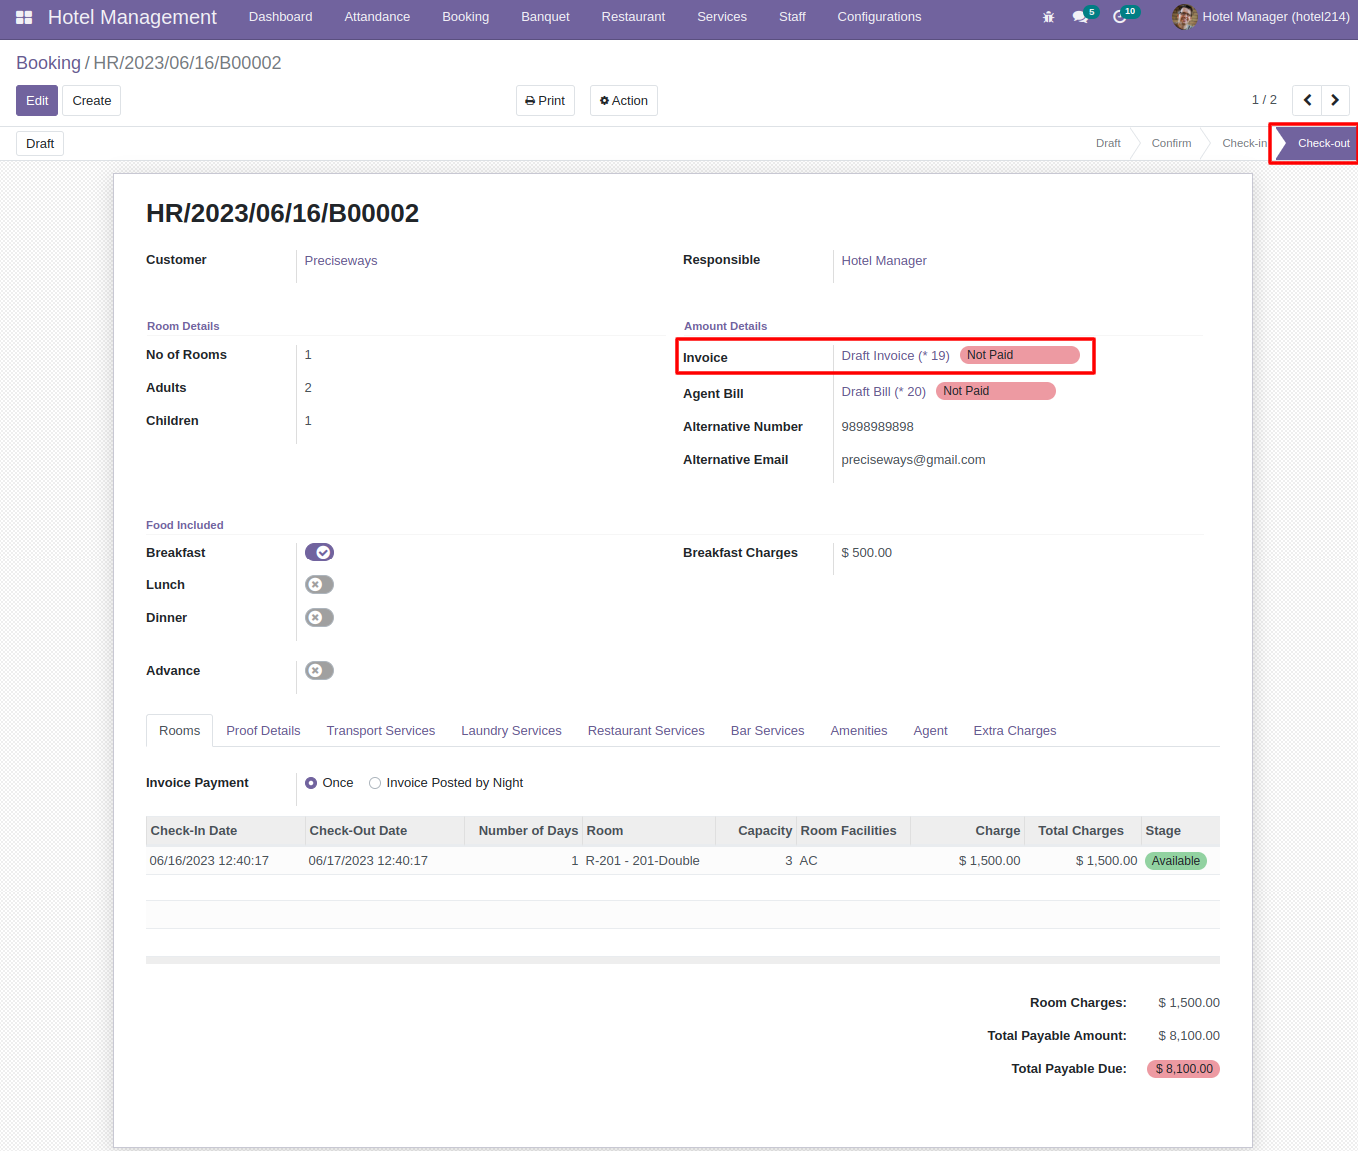 Hotel Management Dashboard Attandance Booking Banquet Restaurant Services Staff Configurations 5 10 Hotel Manager (hotel214)
Booking / HR/2023/06/16/B00002
Edit Create Print Action 1 / 2
Draft Draft Confirm Check-in Check-out
HR/2023/06/16/B00002
Customer Preciseways Responsible Hotel Manager
Room Details Amount Details
No of Rooms 1 Invoice Draft Invoice (* 19) Not Paid
Adults 2 Agent Bill Draft Bill (* 20) Not Paid
Children 1 Alternative Number 9898989898
Alternative Email preciseways@gmail.com
Food Included
Breakfast Breakfast Charges $ 500.00
Lunch
Dinner
Advance
Rooms Proof Details Transport Services Laundry Services Restaurant Services Bar Services Amenities Agent Extra Charges
Invoice Payment Once Invoice Posted by Night
Check-In Date Check-Out Date Number of Days Room Capacity Room Facilities Charge Total Charges Stage
06/16/2023 12:40:17 06/17/2023 12:40:17 1 R-201 - 201-Double 3 AC $ 1,500.00 $ 1,500.00 Available
Room Charges: $ 1,500.00
Total Payable Amount: $ 8,100.00
Total Payable Due: $ 8,100.00